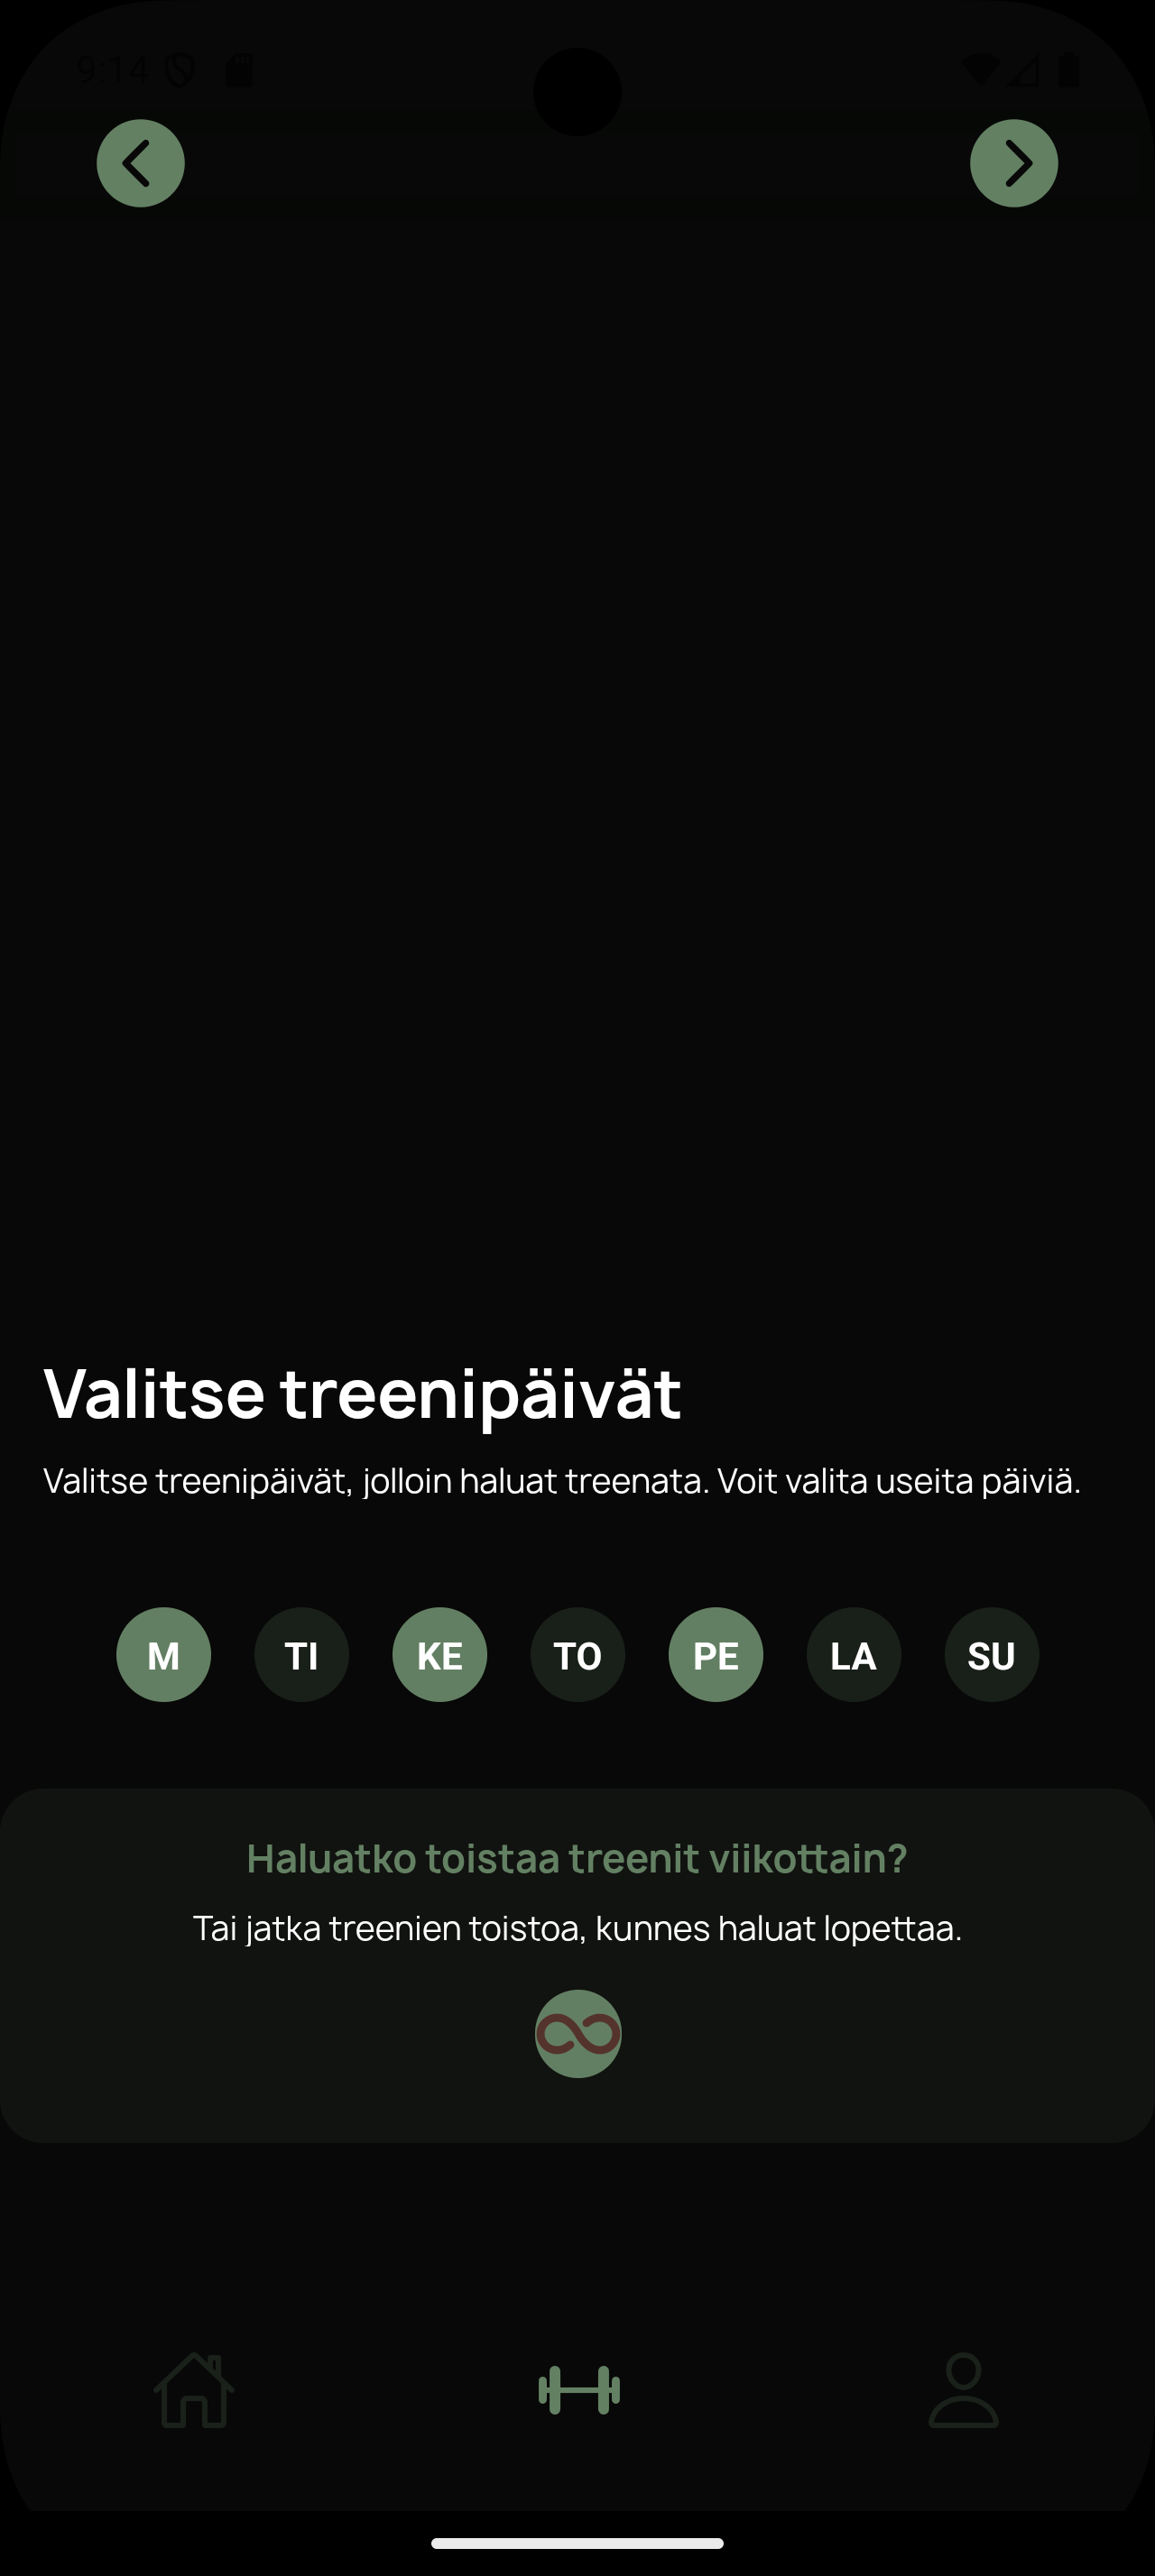 9:14
Valitse treenipäivät
Valitse treenipäivät, jolloin haluat treenata. Voit valita useita päiviä.
M TI KE TO PE LA SU
Haluatko toistaa treenit viikottain?
Tai jatka treenien toistoa, kunnes haluat lopettaa.